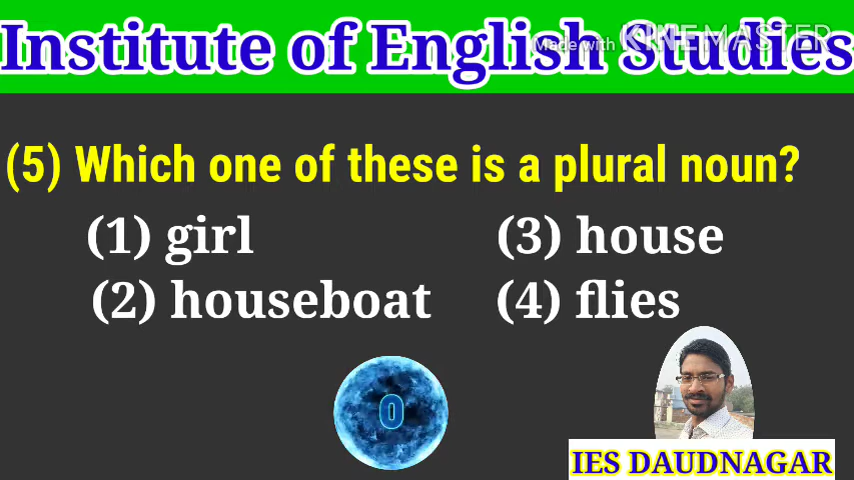 Institute of English Studies
Made with KINEMASTER
(5) Which one of these is a plural noun?
(1) girl
(3) house
(2) houseboat
(4) flies
0
IES DAUDNAGAR